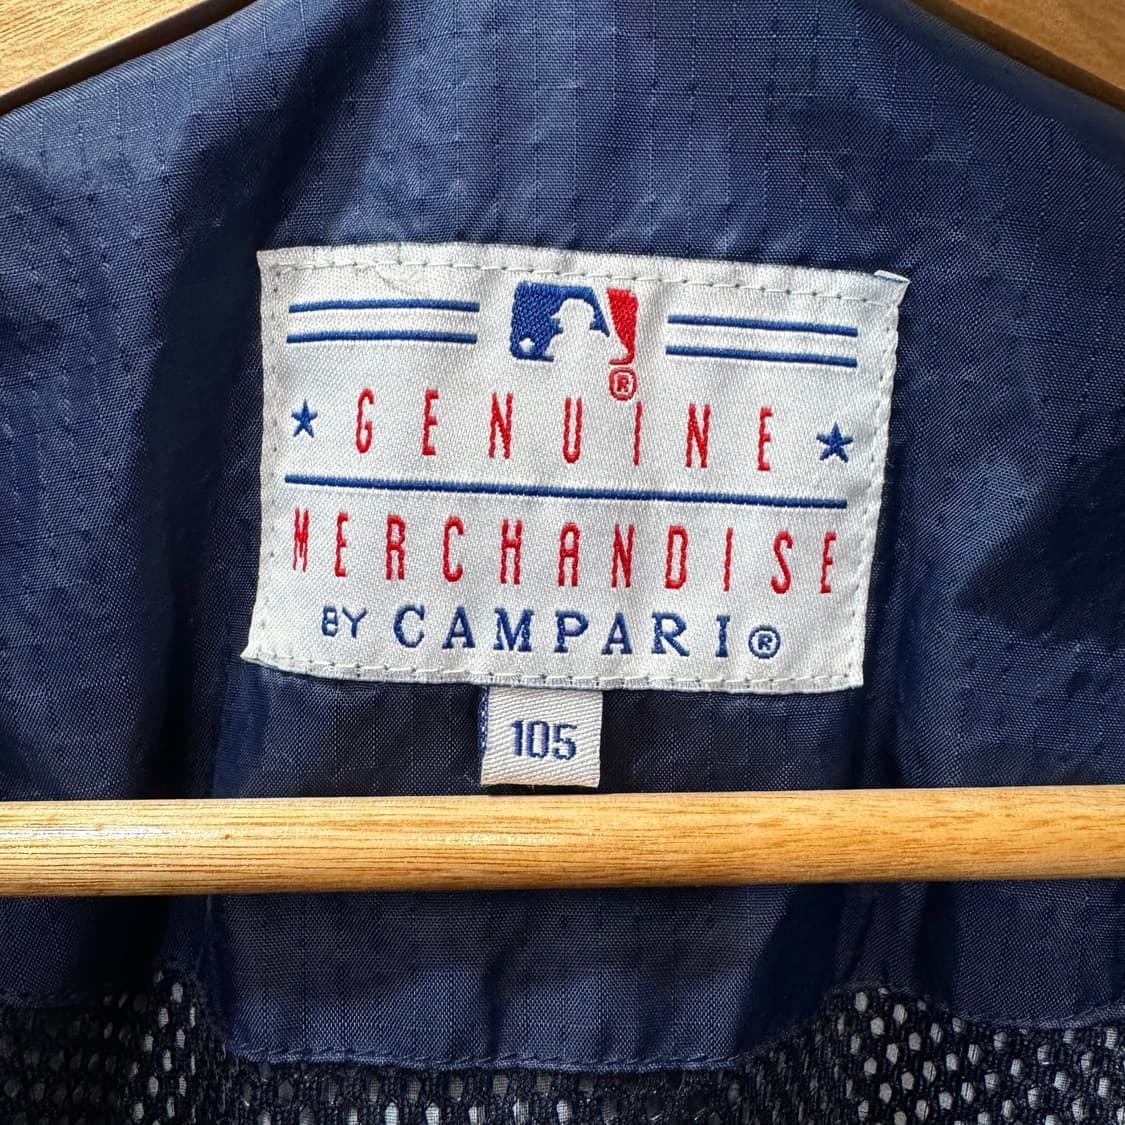 ®
★ GENUINE ★
MERCHANDISE
BY CAMPARI®
105